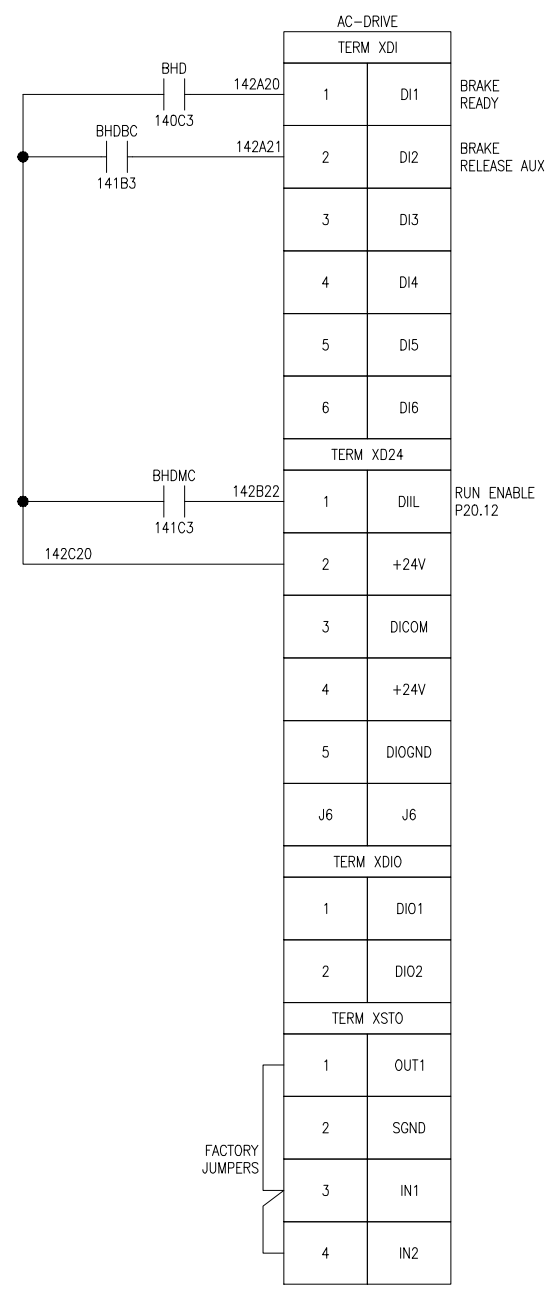 AC-DRIVE
TERM XDI
BHD
142A20
140C3
1 DI1
BRAKE
READY
BHDBC
142A21
141B3
2 DI2
BRAKE
RELEASE AUX
3 DI3
4 DI4
5 DI5
6 DI6
TERM XD24
BHDMC
142B22
141C3
1 DIIL
RUN ENABLE
P20.12
142C20
2 +24V
3 DICOM
4 +24V
5 DIOGND
J6 J6
TERM XDIO
1 DIO1
2 DIO2
TERM XSTO
1 OUT1
2 SGND
FACTORY
JUMPERS
3 IN1
4 IN2